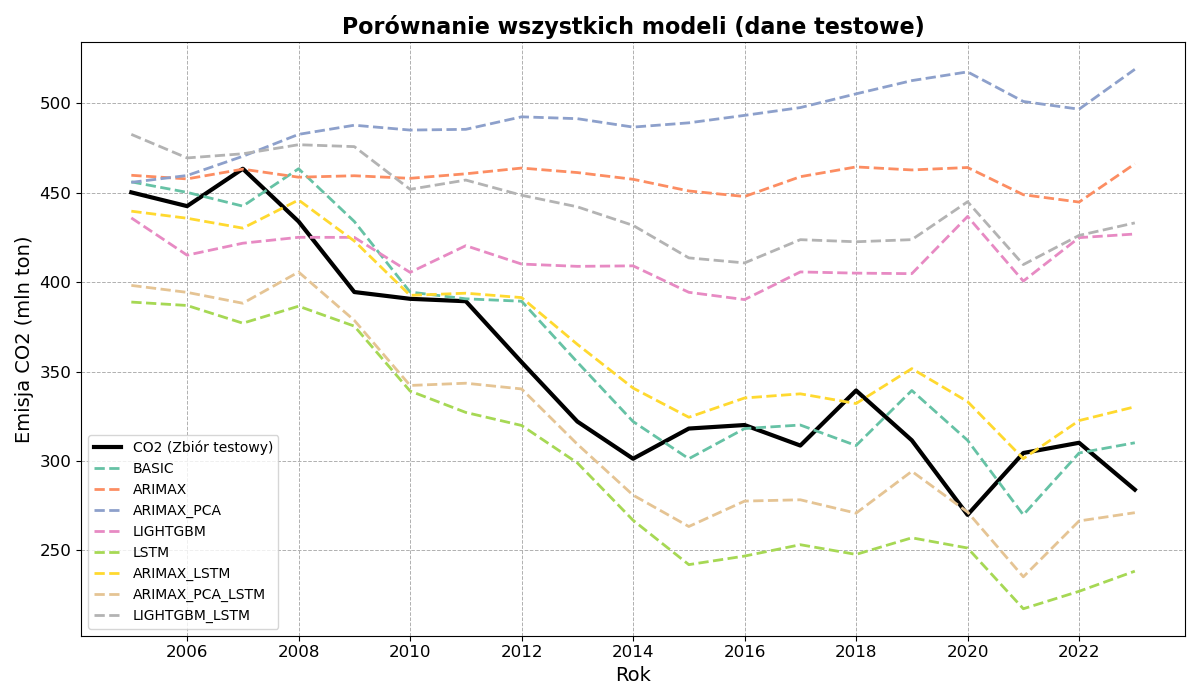 Porównanie wszystkich modeli (dane testowe)
Emisja CO2 (mln ton)
500
450
400
350
300
250
CO2 (Zbiór testowy)
BASIC
ARIMAX
ARIMAX_PCA
LIGHTGBM
LSTM
ARIMAX_LSTM
ARIMAX_PCA_LSTM
LIGHTGBM_LSTM
2006 2008 2010 2012 2014 2016 2018 2020 2022
Rok